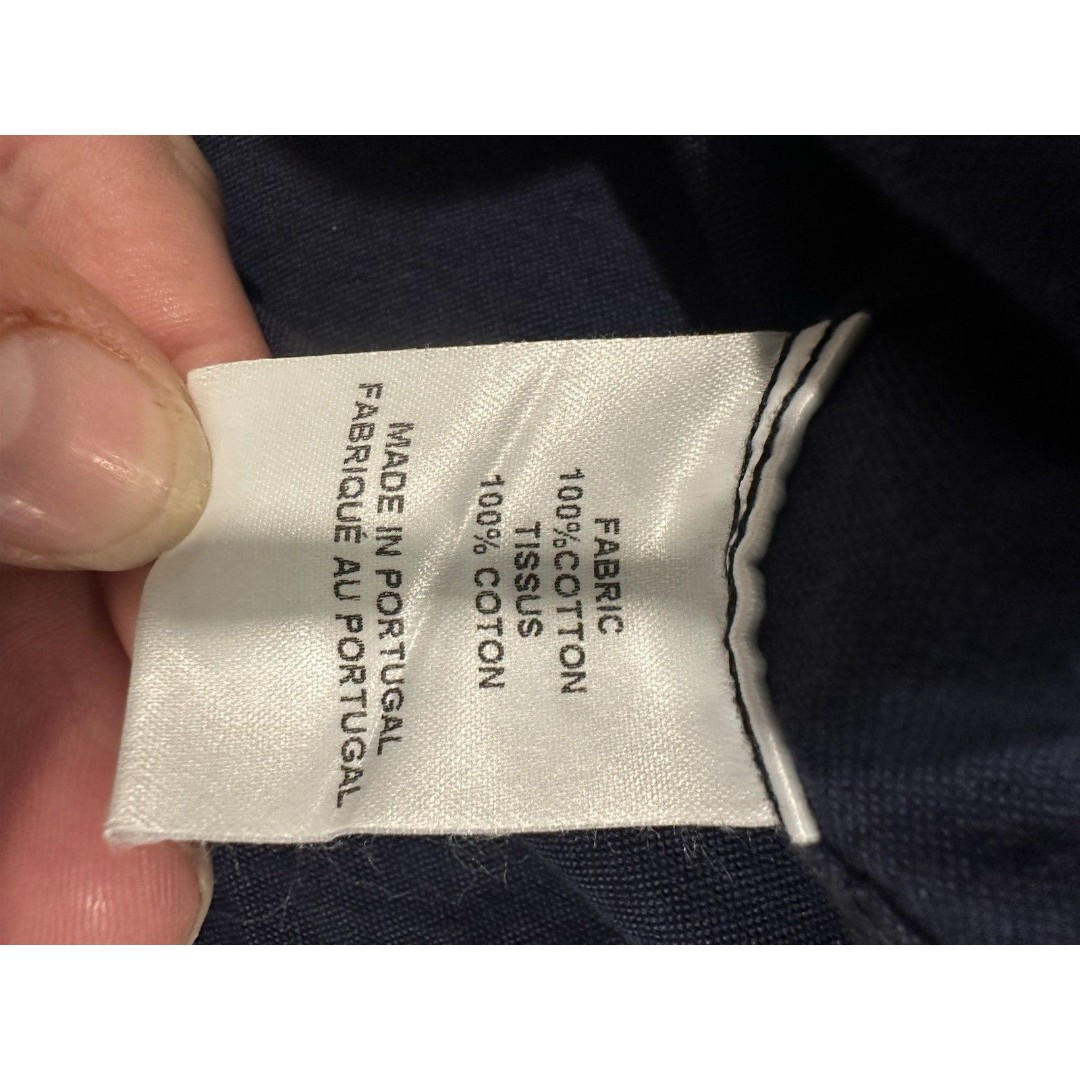 FABRIC
100%COTTON
TISSUS
100% COTON
MADE IN PORTUGAL
FABRIQUÉ AU PORTUGAL